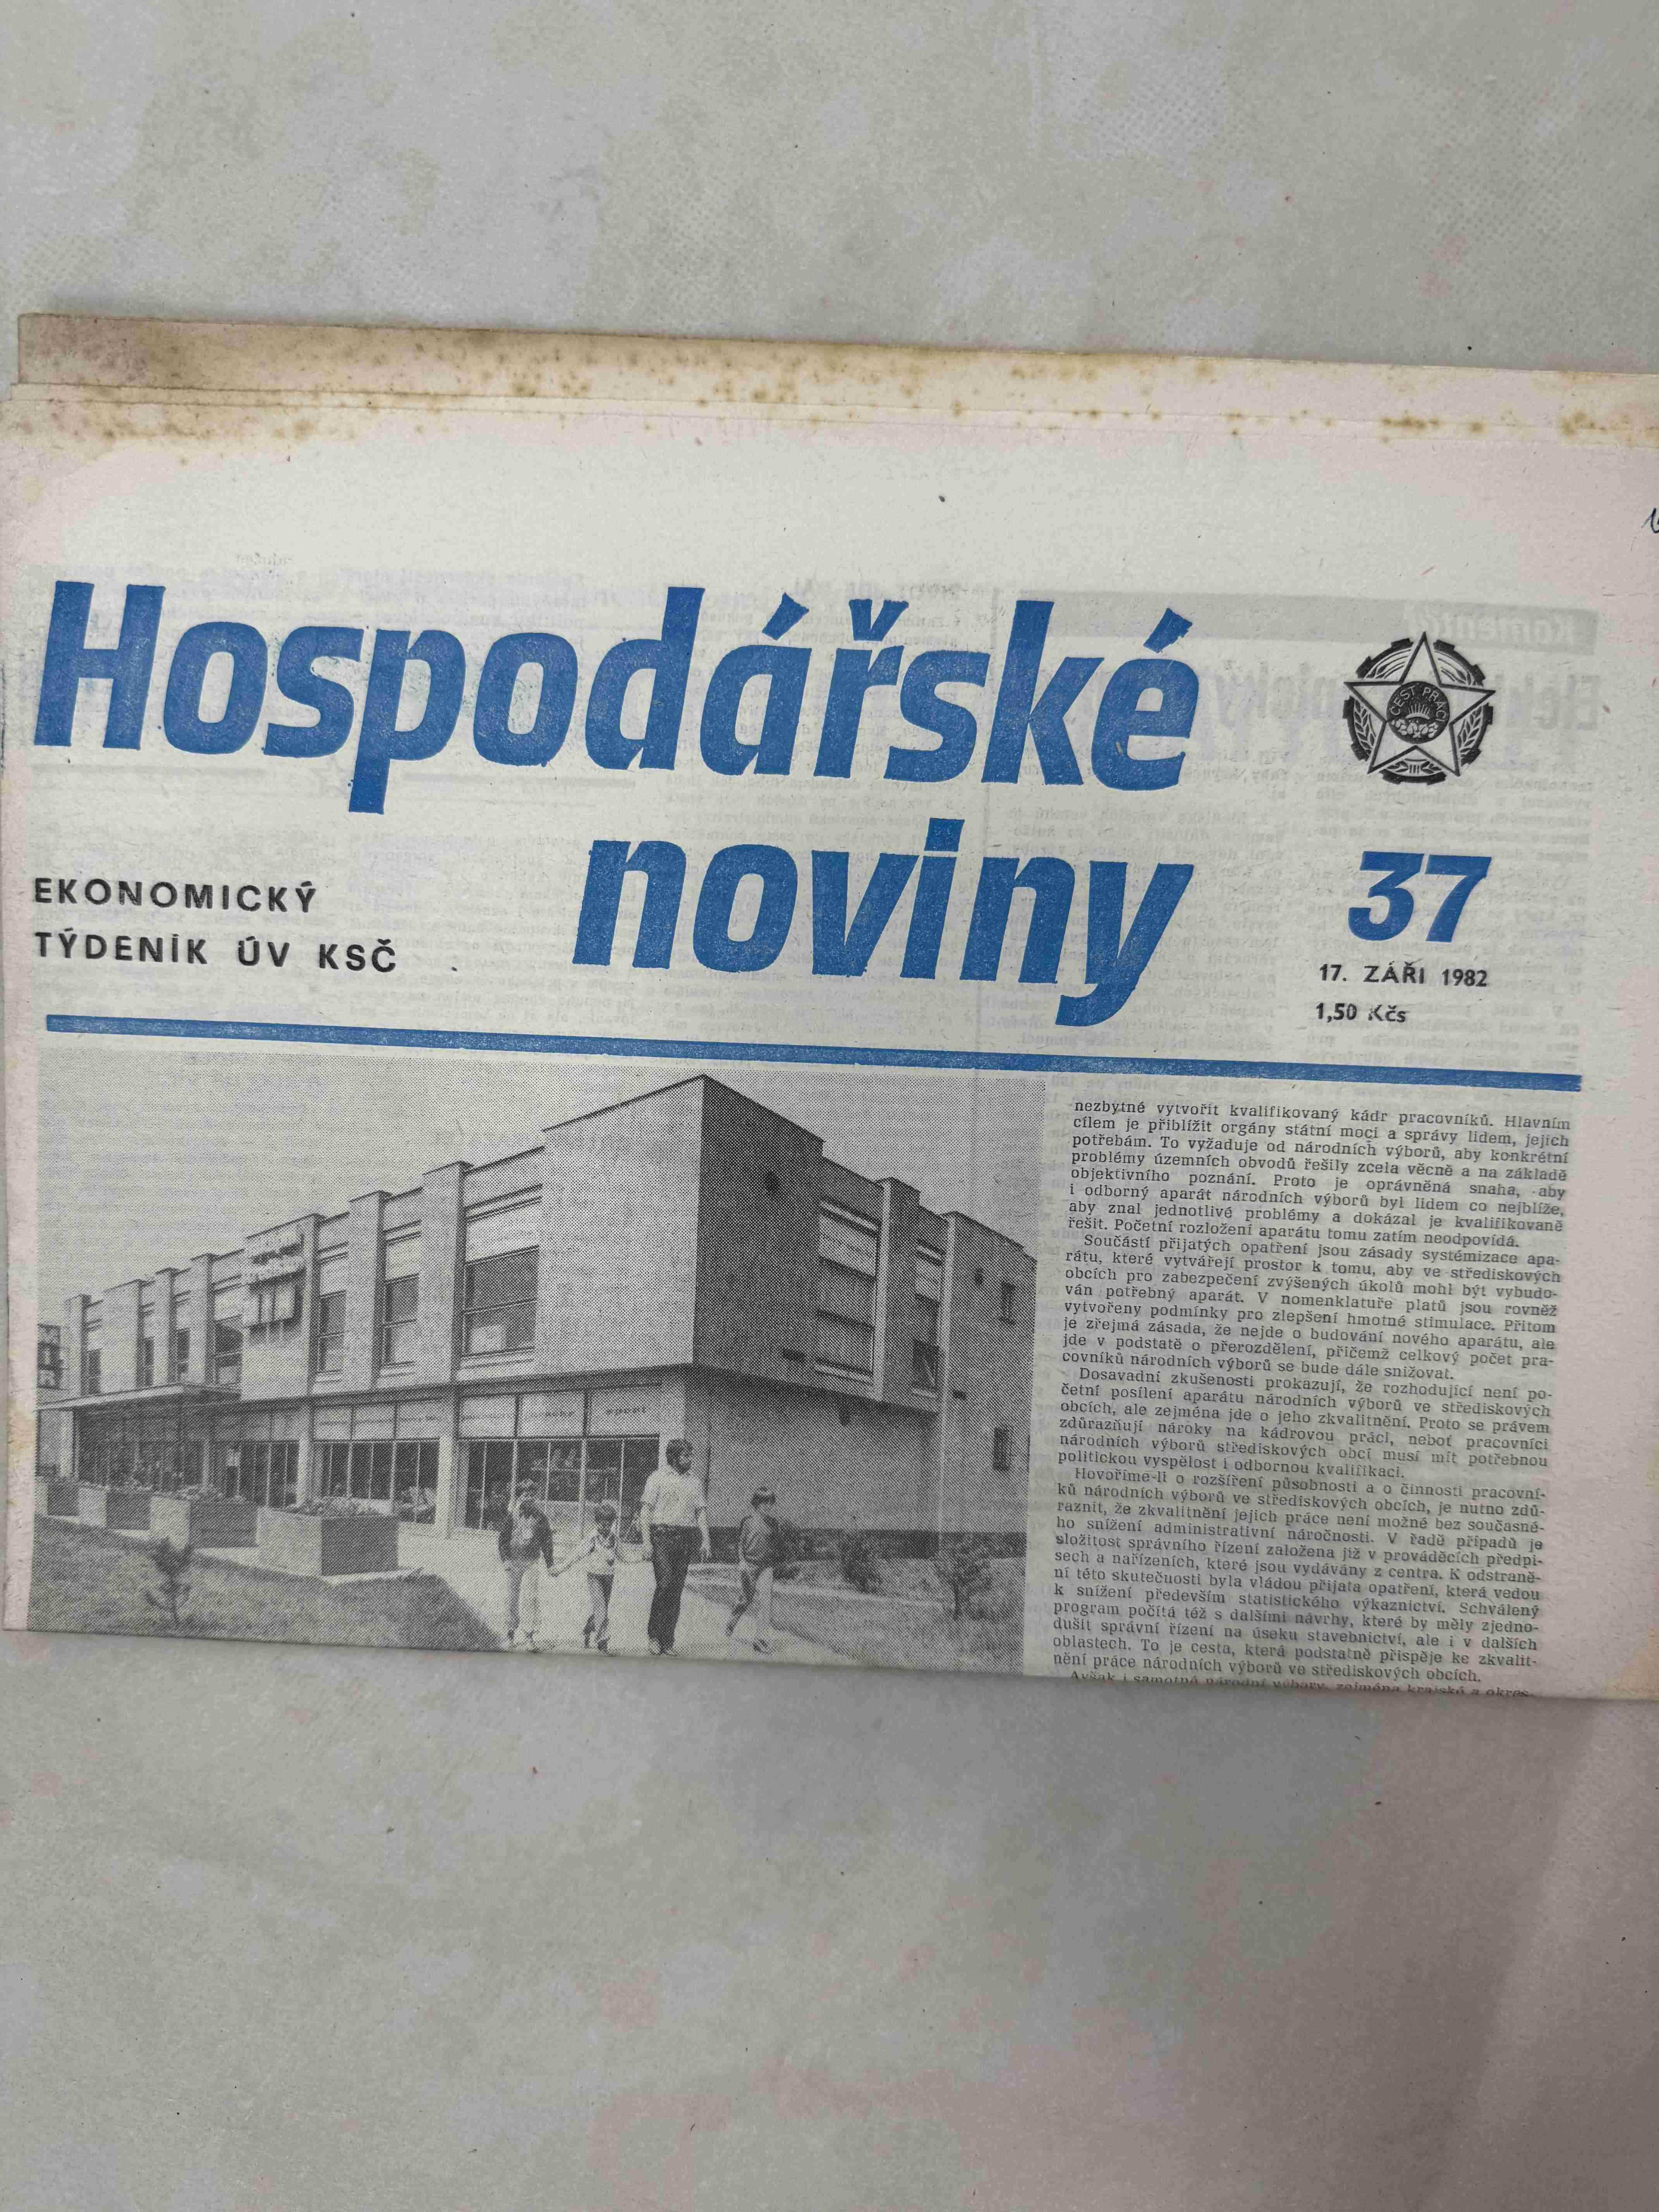 Hospodářské
noviny
EKONOMICKÝ
TÝDENÍK ÚV KSČ
ČEST PRÁCI
37
17. ZÁŘI 1982
1,50 Kčs
nezbytné vytvořit kvalifikovaný kádr pracovníků. Hlavním
cílem je přiblížit orgány státní moci a správy lidem, jejich
potřebám. To vyžaduje od národních výborů, aby konkrétní
problémy územních obvodů řešily zcela věcně a na základě
objektivního poznání. Proto je oprávněná snaha, aby
i odborný aparát národních výborů byl lidem co nejblíže,
aby znal jednotlivé problémy a dokázal je kvalifikovaně
řešit. Početní rozložení aparátu tomu zatím neodpovídá.
Součástí přijatých opatření jsou zásady systémizace apa-
rátu, které vytvářejí prostor k tomu, aby ve střediskových
obcích pro zabezpečení zvýšených úkolů mohl být vybudo-
ván potřebný aparát. V nomenklatuře platů jsou rovněž
vytvořeny podmínky pro zlepšení hmotné stimulace. Přitom
je zřejmá zásada, že nejde o budování nového aparátu, ale
jde v podstatě o přerozdělení, přičemž celkový počet pra-
covníků národních výborů se bude dále snižovat.
Dosavadní zkušenosti prokazují, že rozhodující není po-
četní posílení aparátu národních výborů ve střediskových
obcích, ale zejména jde o jeho zkvalitnění. Proto se právem
zdůrazňují nároky na kádrovou práci, neboť pracovníci
národních výborů střediskových obcí musí mít potřebnou
politickou vyspělost i odbornou kvalifikaci.
Hovoříme-li o rozšíření působnosti a o činnosti pracovní-
ků národních výborů ve střediskových obcích, je nutno zdů-
raznit, že zkvalitnění jejich práce není možné bez současné-
ho snížení administrativní náročnosti. V řadě případů je
složitost správního řízení založena již v prováděcích předpi-
sech a nařízeních, které jsou vydávány z centra. K odstraně-
ní této skutečnosti byla vládou přijata opatření, která vedou
k snížení především statistického výkaznictví. Schválený
program počítá též s dalšími návrhy, které by měly zjedno-
dušit správní řízení na úseku stavebnictví, ale i v dalších
oblastech. To je cesta, která podstatně přispěje ke zkvalit-
nění práce národních výborů ve střediskových obcích.
Avšak i samotné národní výbory, zejména krajské a okres-